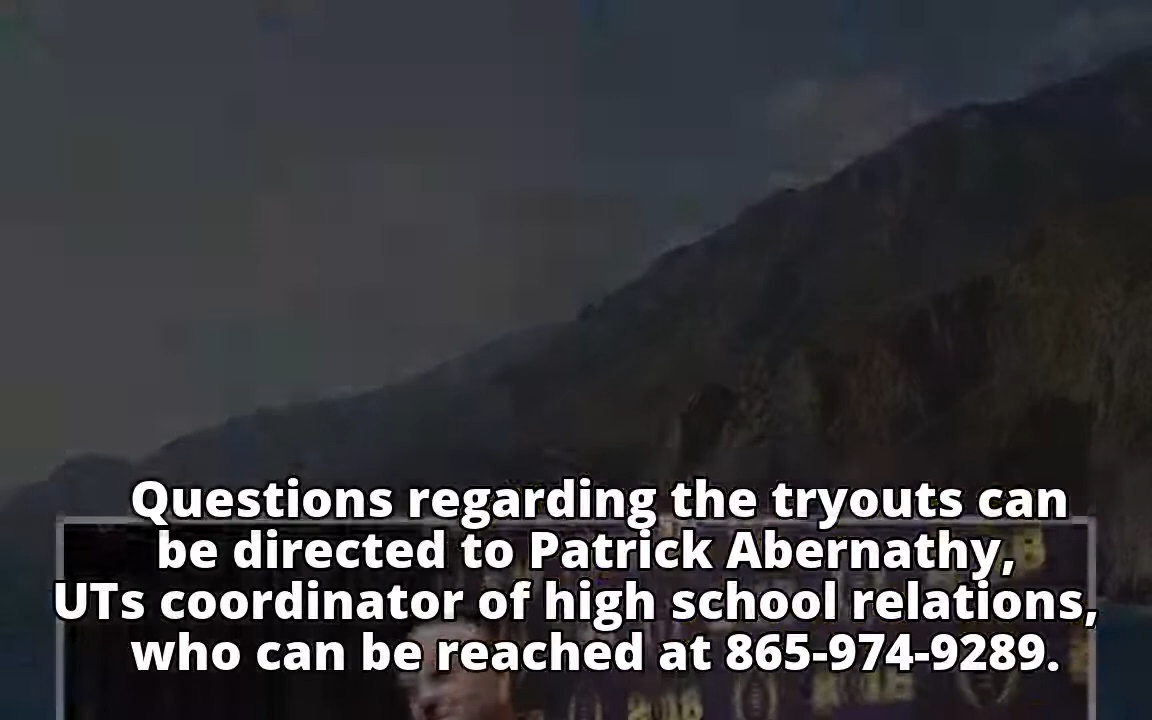 Questions regarding the tryouts can
be directed to Patrick Abernathy,
UTs coordinator of high school relations,
who can be reached at 865-974-9289.